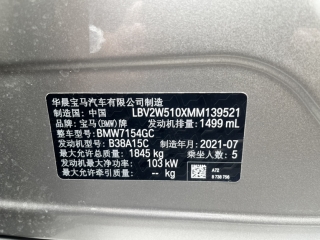 华晨宝马汽车有限公司制造
制造国：中国 LBV2W510XMM139521
品牌：宝马(BMW)牌 发动机排量：1499 mL
整车型号：BMW7154GC
发动机型号：B38A15C 制造年月：2021-07
最大允许总质量：1845 kg 乘坐人数：5
发动机最大净功率：103 kW
最大允许牵引质量：-- kg
A7Z
8 736 756